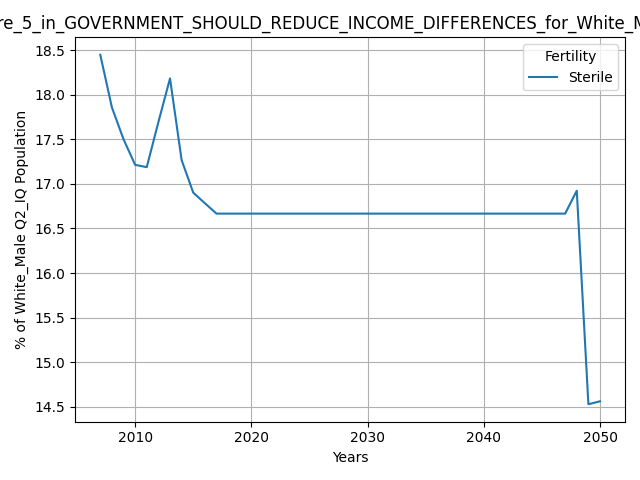 re_5_in_GOVERNMENT_SHOULD_REDUCE_INCOME_DIFFERENCES_for_White_M
18.5
18.0
17.5
17.0
16.5
16.0
15.5
15.0
14.5
% of White_Male Q2_IQ Population
Fertility
Sterile
2010 2020 2030 2040 2050
Years